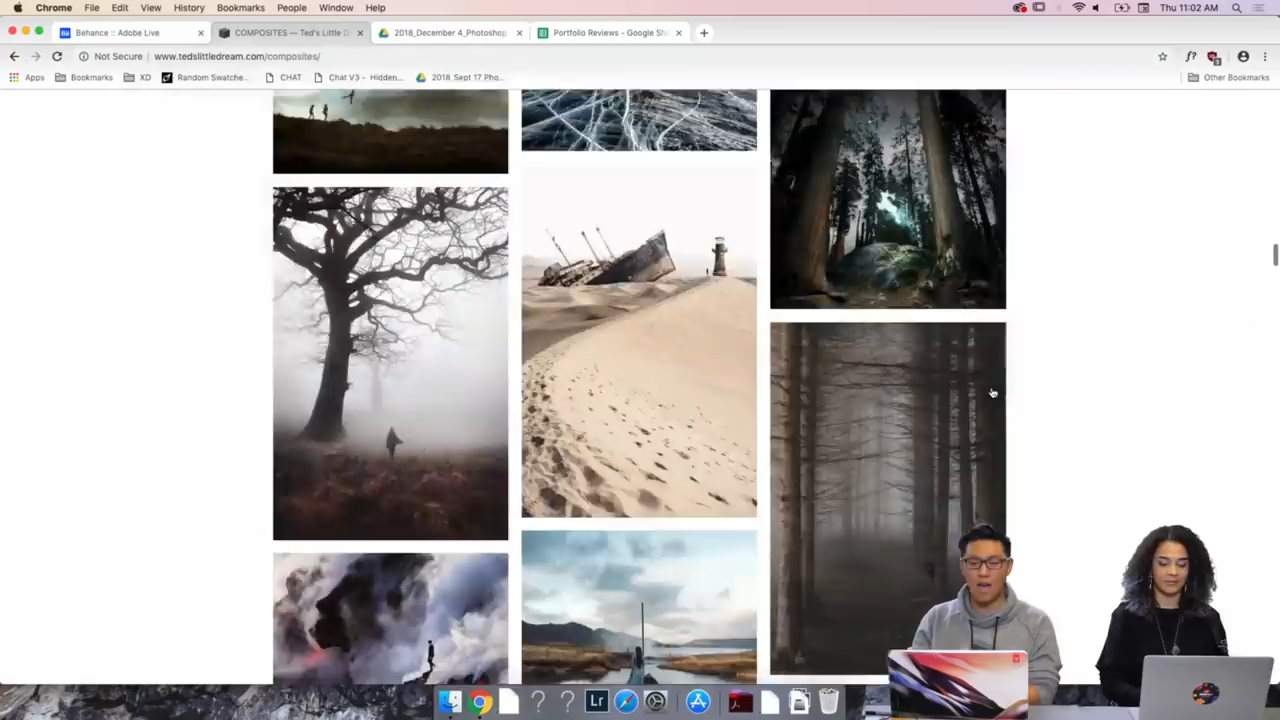 Chrome File Edit View History Bookmarks People Window Help Thu 11:02 AM
Behance :: Adobe Live
COMPOSITES — Ted's Little D
2018_December 4_Photoshop
Portfolio Reviews - Google Sh
Not Secure www.tedslittledream.com/composites/
Apps Bookmarks XD Random Swatche... CHAT Chat V3 - Hidden... 2018 Sept 17 Pho... Other Bookmarks
Lr